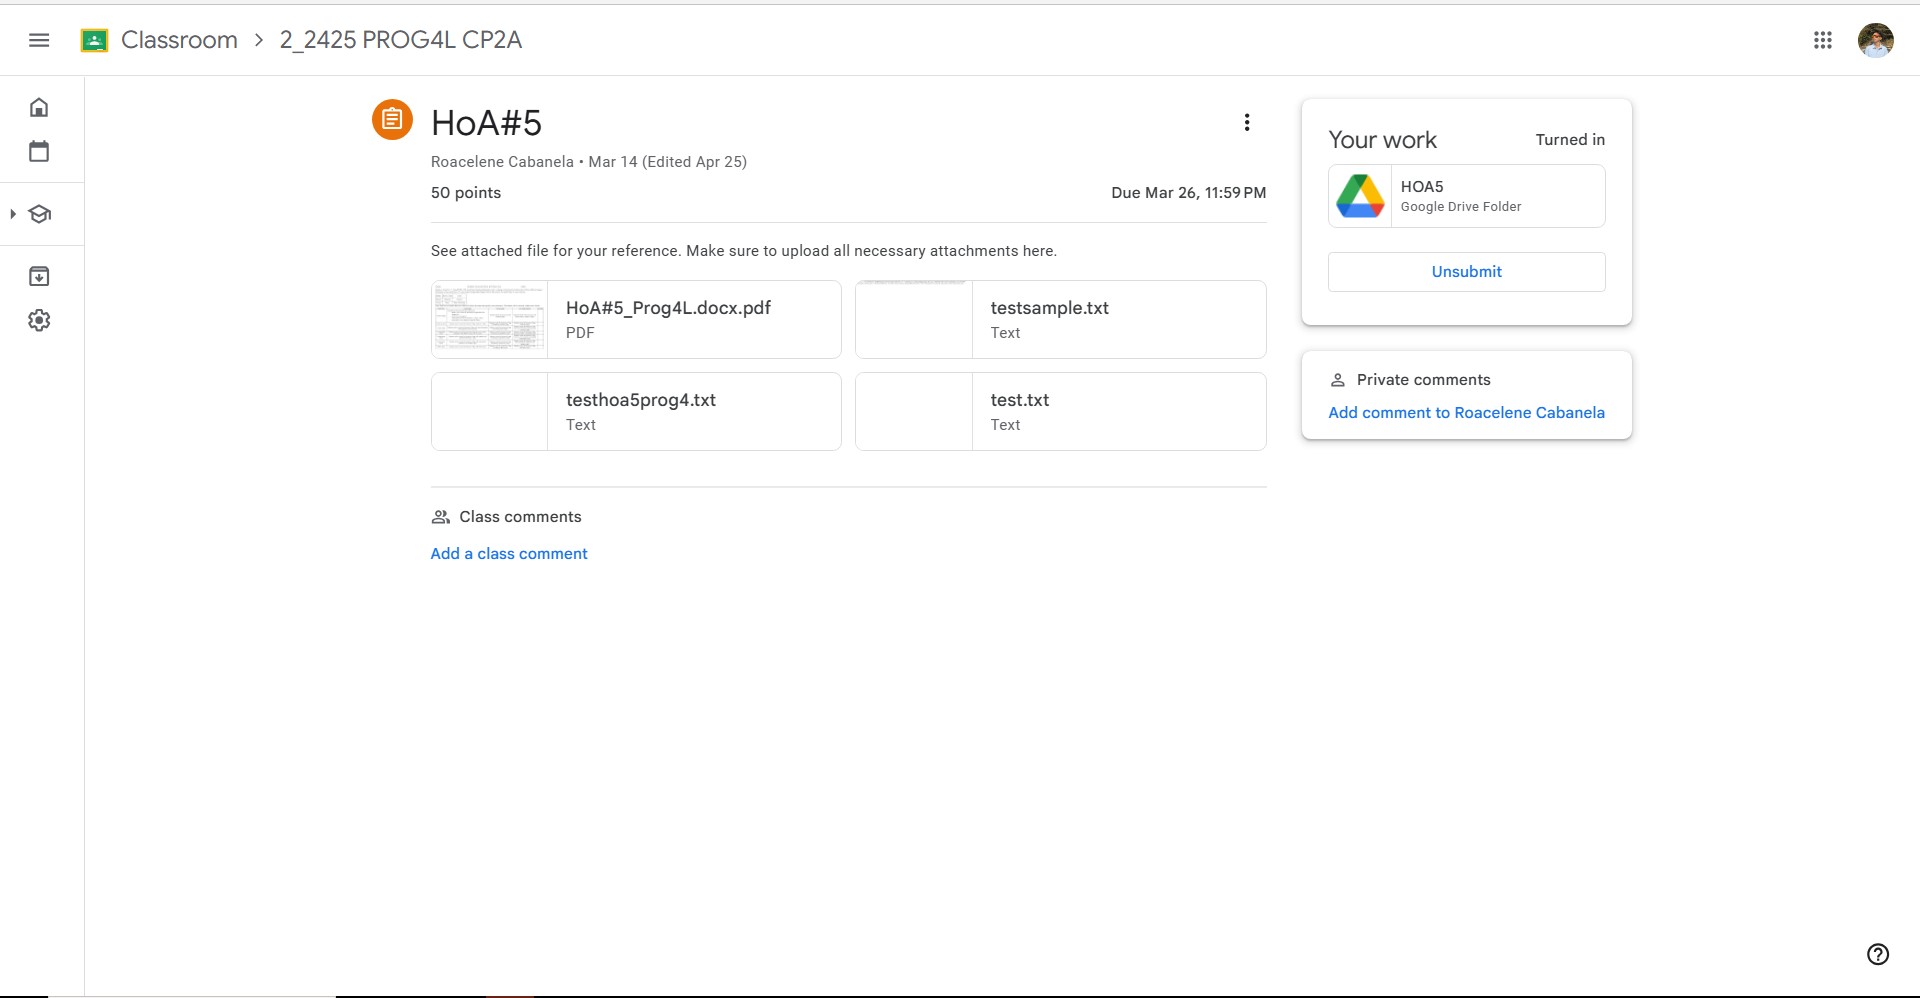 Classroom > 2_2425 PROG4L CP2A
HoA#5
Roacelene Cabanela • Mar 14 (Edited Apr 25)
50 points
Due Mar 26, 11:59 PM
See attached file for your reference. Make sure to upload all necessary attachments here.
HoA#5_Prog4L.docx.pdf
PDF
testsample.txt
Text
testhoa5prog4.txt
Text
test.txt
Text
Class comments
Add a class comment
Your work
Turned in
HOA5
Google Drive Folder
Unsubmit
Private comments
Add comment to Roacelene Cabanela